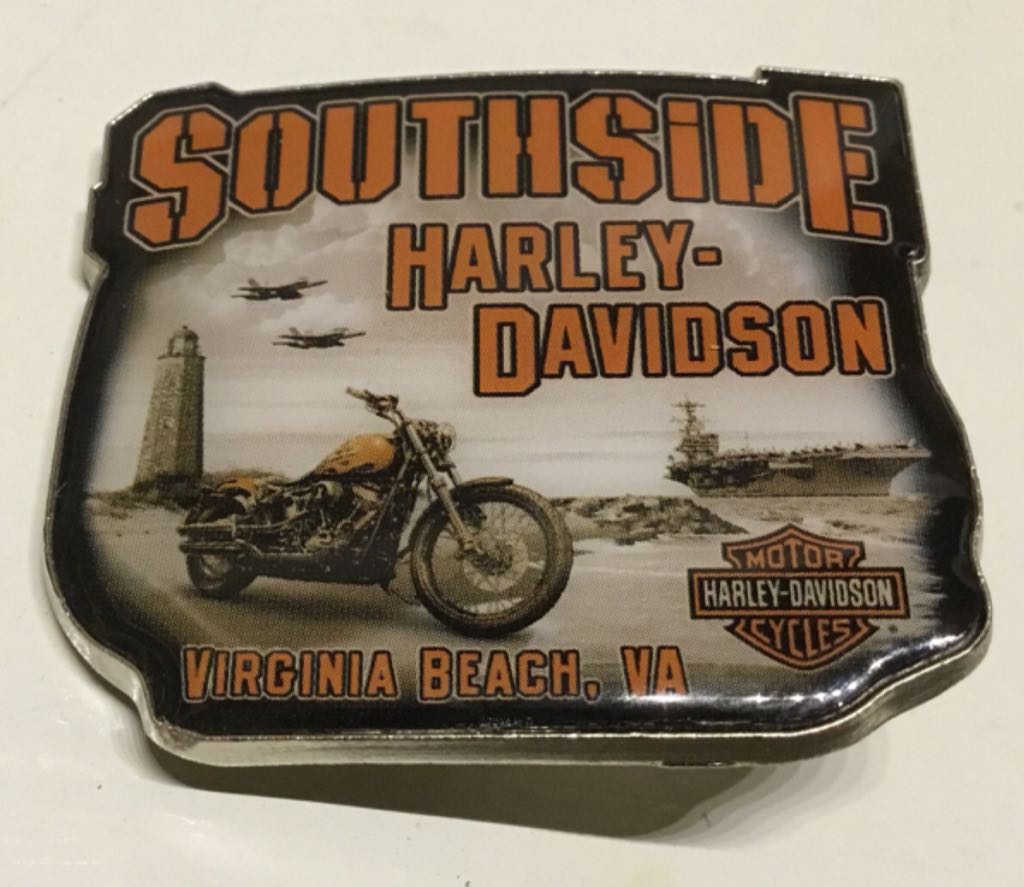 SOUTHSiDE
HARLEY-
DAVIDSON
MOTOR
HARLEY-DAVIDSON
CYCLES
VIRGINIA BEACH, VA